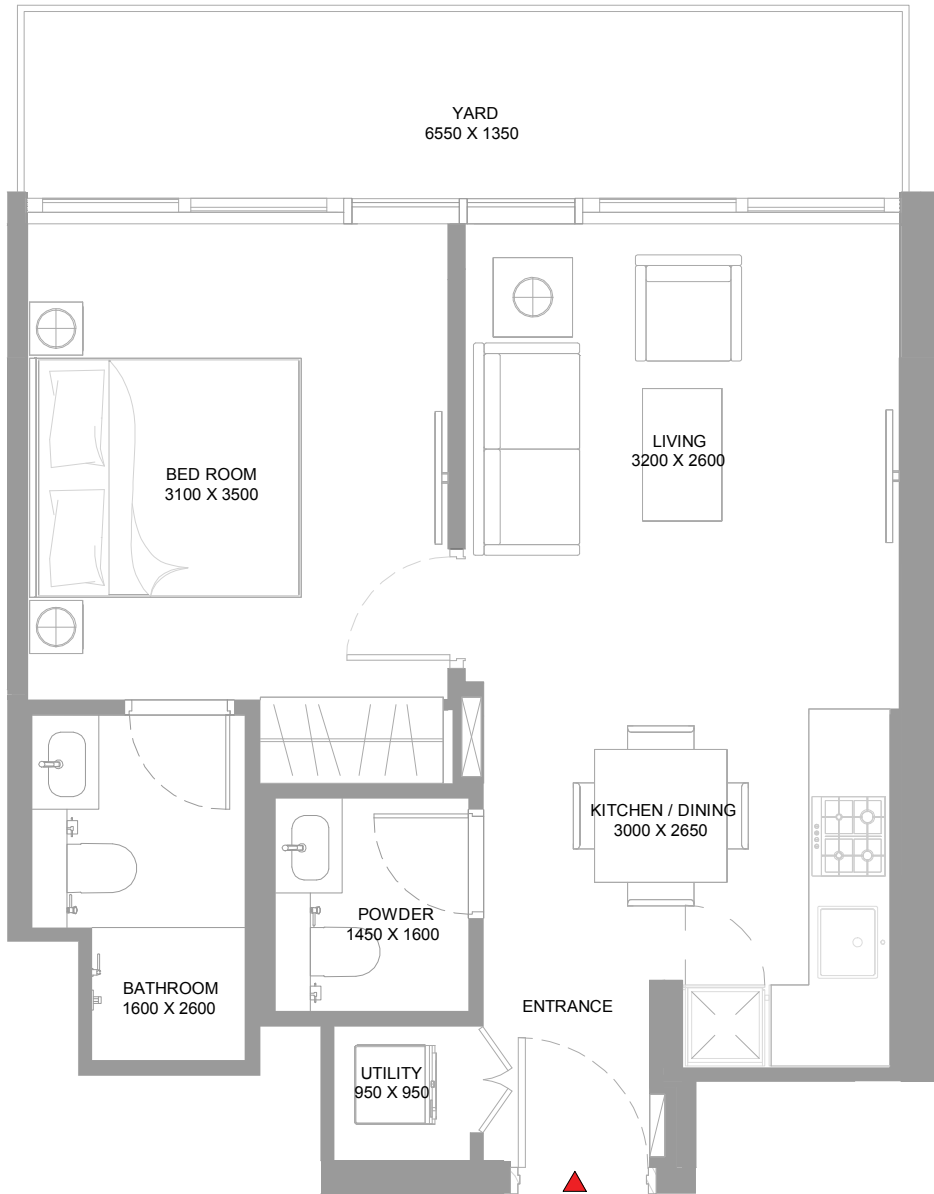 YARD
6550 X 1350
BED ROOM
3100 X 3500
LIVING
3200 X 2600
KITCHEN / DINING
3000 X 2650
POWDER
1450 X 1600
BATHROOM
1600 X 2600
ENTRANCE
UTILITY
950 X 950